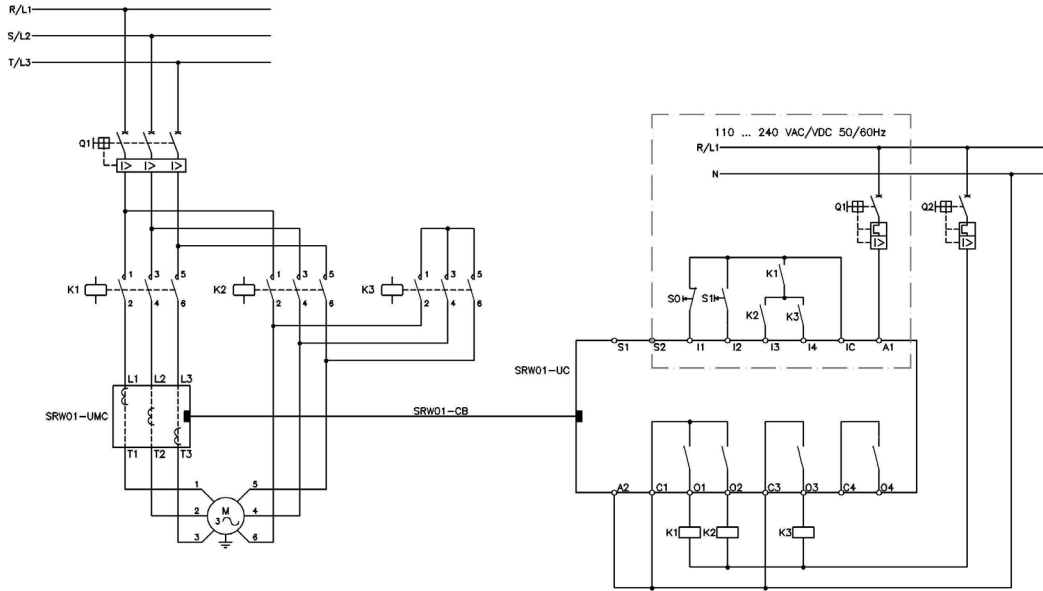 R/L1
S/L2
T/L3
Q1
I> I> I>
110 ... 240 VAC/VDC 50/60Hz
R/L1
N
Q1
I>
Q2
I>
K1
1 3 5
2 4 6
K2
1 3 5
2 4 6
K3
1 3 5
2 4 6
K1
S0
S1
K2
K3
S1 S2 I1 I2 I3 I4 IC A1
SRW01-UC
L1 L2 L3
SRW01-UMC
SRW01-CB
T1 T2 T3
1
2
3
M
3
5
4
6
A2 C1 O1 O2 C3 O3 C4 O4
K1
K2
K3